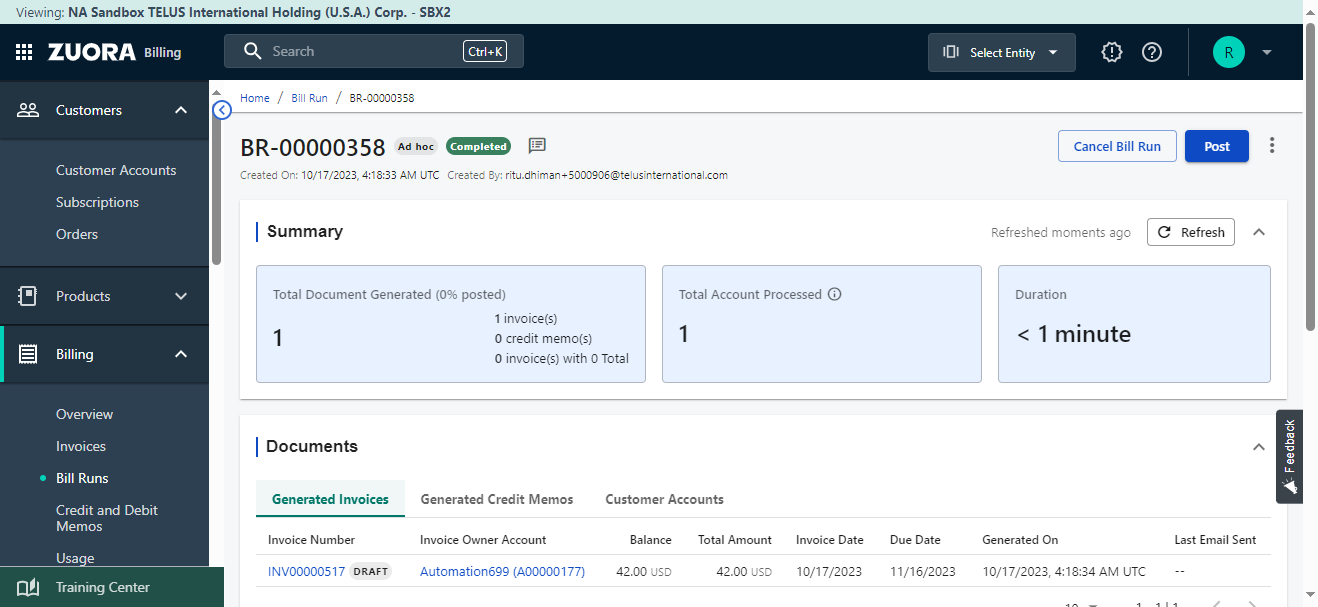 Viewing: NA Sandbox TELUS International Holding (U.S.A.) Corp. - SBX2
ZUORA Billing
Search
Ctrl+K
Select Entity
R
Customers
Customer Accounts
Subscriptions
Orders
Products
Billing
Overview
Invoices
Bill Runs
Credit and Debit
Memos
Usage
Training Center
Home / Bill Run / BR-00000358
BR-00000358 Ad hoc Completed
Cancel Bill Run
Post
Created On: 10/17/2023, 4:18:33 AM UTC Created By: ritu.dhiman+5000906@telusinternational.com
Summary
Refreshed moments ago
Refresh
Total Document Generated (0% posted)
1
1 invoice(s)
0 credit memo(s)
0 invoice(s) with 0 Total
Total Account Processed
1
Duration
< 1 minute
Documents
Generated Invoices Generated Credit Memos Customer Accounts
Invoice Number Invoice Owner Account Balance Total Amount Invoice Date Due Date Generated On Last Email Sent
INV00000517 DRAFT Automation699 (A00000177) 42.00 USD 42.00 USD 10/17/2023 11/16/2023 10/17/2023, 4:18:34 AM UTC --
Feedback